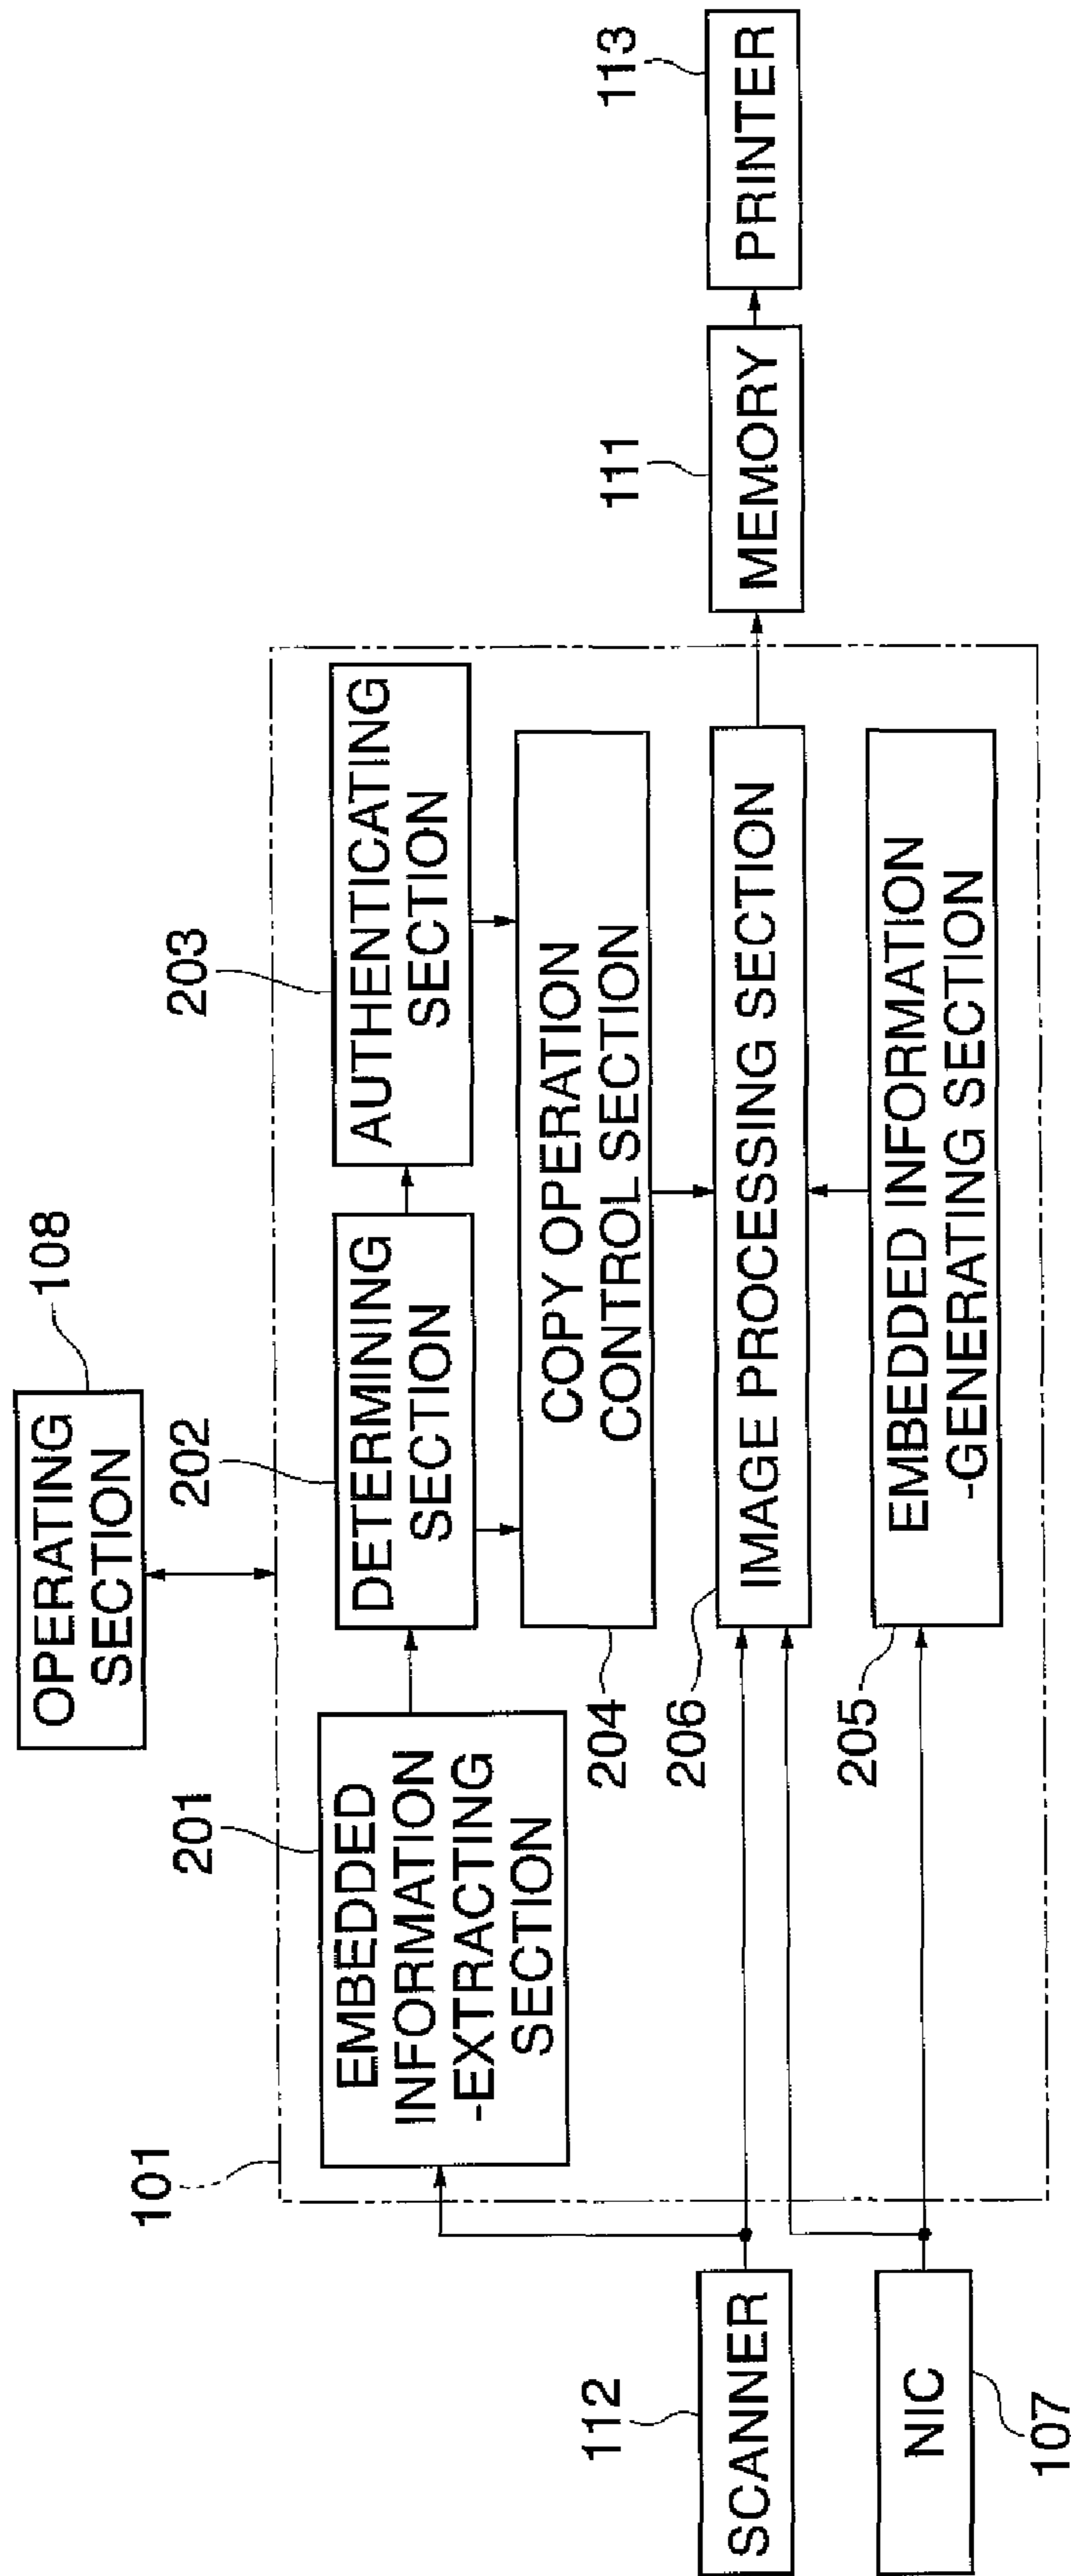 OPERATING
SECTION
108
101
201
EMBEDDED
INFORMATION
-EXTRACTING
SECTION
202
DETERMINING
SECTION
203
AUTHENTICATING
SECTION
204
COPY OPERATION
CONTROL SECTION
112
SCANNER
206
IMAGE PROCESSING SECTION
111
MEMORY
113
PRINTER
NIC
107
205
EMBEDDED INFORMATION
-GENERATING SECTION